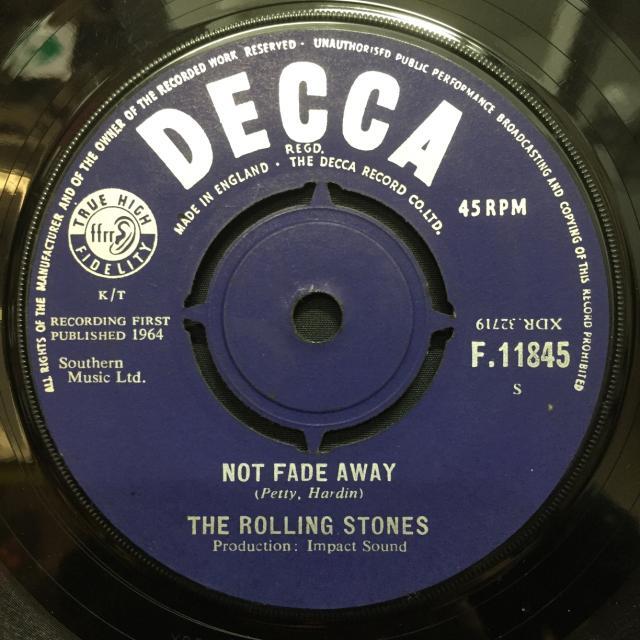 ALL RIGHTS OF THE MANUFACTURER AND OF THE OWNER OF THE RECORDED WORK RESERVED · UNAUTHORISED PUBLIC PERFORMANCE BROADCASTING AND COPYING OF THIS RECORD PROHIBITED
DECCA
REGD.
MADE IN ENGLAND · THE DECCA RECORD CO. LTD.
45 RPM
TRUE HIGH
ffrr
FIDELITY
K/T
RECORDING FIRST
PUBLISHED 1964
Southern
Music Ltd.
XDR.32719
F.11845
S
NOT FADE AWAY
(Petty, Hardin)
THE ROLLING STONES
Production: Impact Sound